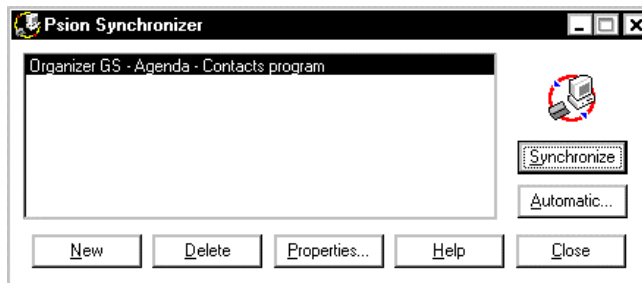 Psion Synchronizer
Organizer GS - Agenda - Contacts program
Synchronize
Automatic...
New Delete Properties... Help Close